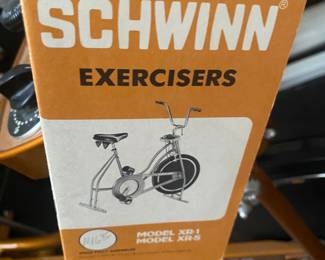 SCHWINN®
EXERCISERS
MODEL XR-1
MODEL XR-5